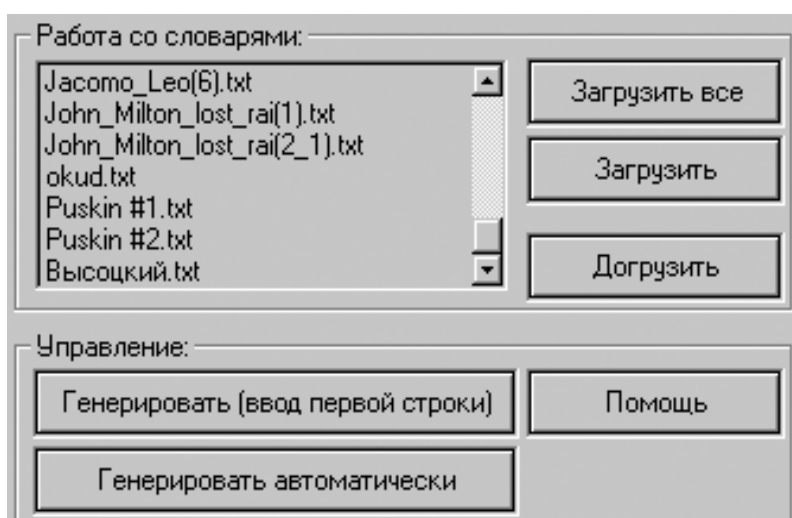 Работа со словарями:
Jacomo_Leo(6).txt
John_Milton_lost_rai(1).txt
John_Milton_lost_rai(2_1).txt
okud.txt
Puskin #1.txt
Puskin #2.txt
Высоцкий.txt
Загрузить все
Загрузить
Догрузить
Управление:
Генерировать (ввод первой строки)
Помощь
Генерировать автоматически